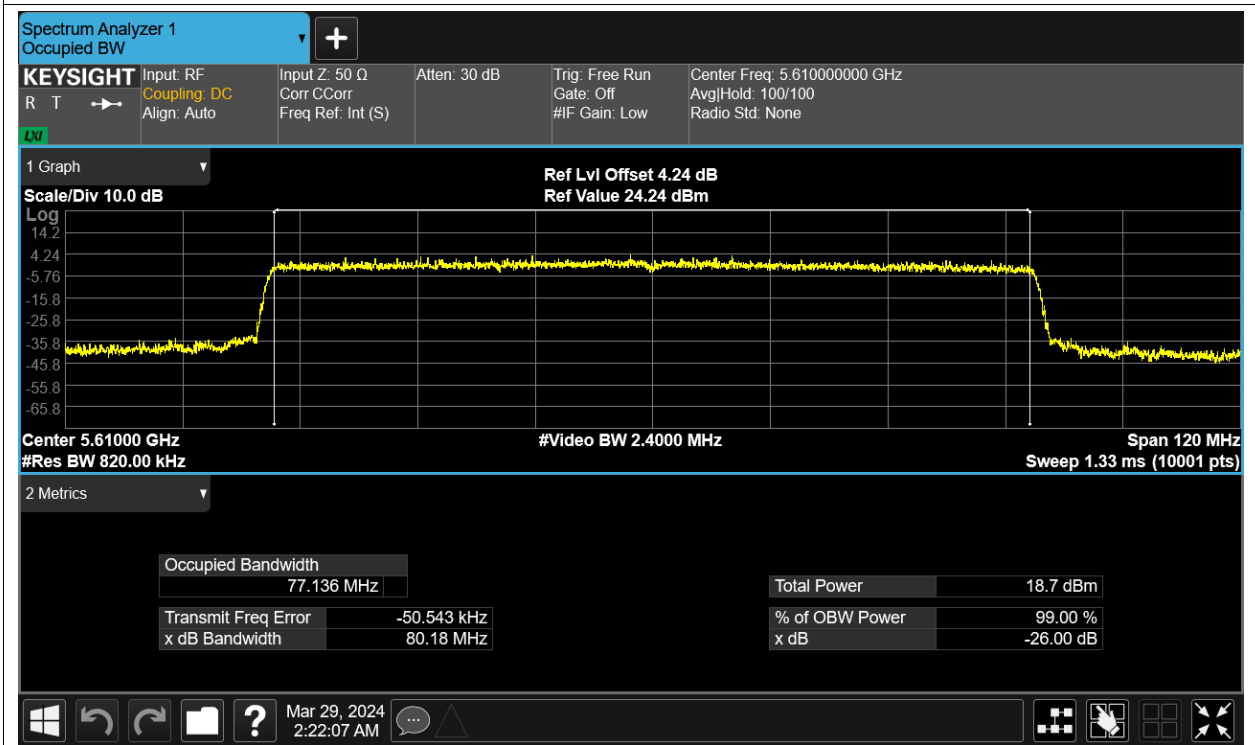 Spectrum Analyzer 1
Occupied BW
KEYSIGHT
R T
LXI
Input: RF
Coupling: DC
Align: Auto
Input Z: 50 Ω
Corr CCorr
Freq Ref: Int (S)
Atten: 30 dB
Trig: Free Run
Gate: Off
#IF Gain: Low
Center Freq: 5.610000000 GHz
Avg|Hold: 100/100
Radio Std: None
1 Graph
Scale/Div 10.0 dB
Ref Lvl Offset 4.24 dB
Ref Value 24.24 dBm
Log
14.2
4.24
-5.76
-15.8
-25.8
-35.8
-45.8
-55.8
-65.8
Center 5.61000 GHz
#Video BW 2.4000 MHz
Span 120 MHz
#Res BW 820.00 kHz
Sweep 1.33 ms (10001 pts)
2 Metrics
Occupied Bandwidth
77.136 MHz
Transmit Freq Error -50.543 kHz
x dB Bandwidth 80.18 MHz
Total Power 18.7 dBm
% of OBW Power 99.00 %
x dB -26.00 dB
?
Mar 29, 2024
2:22:07 AM